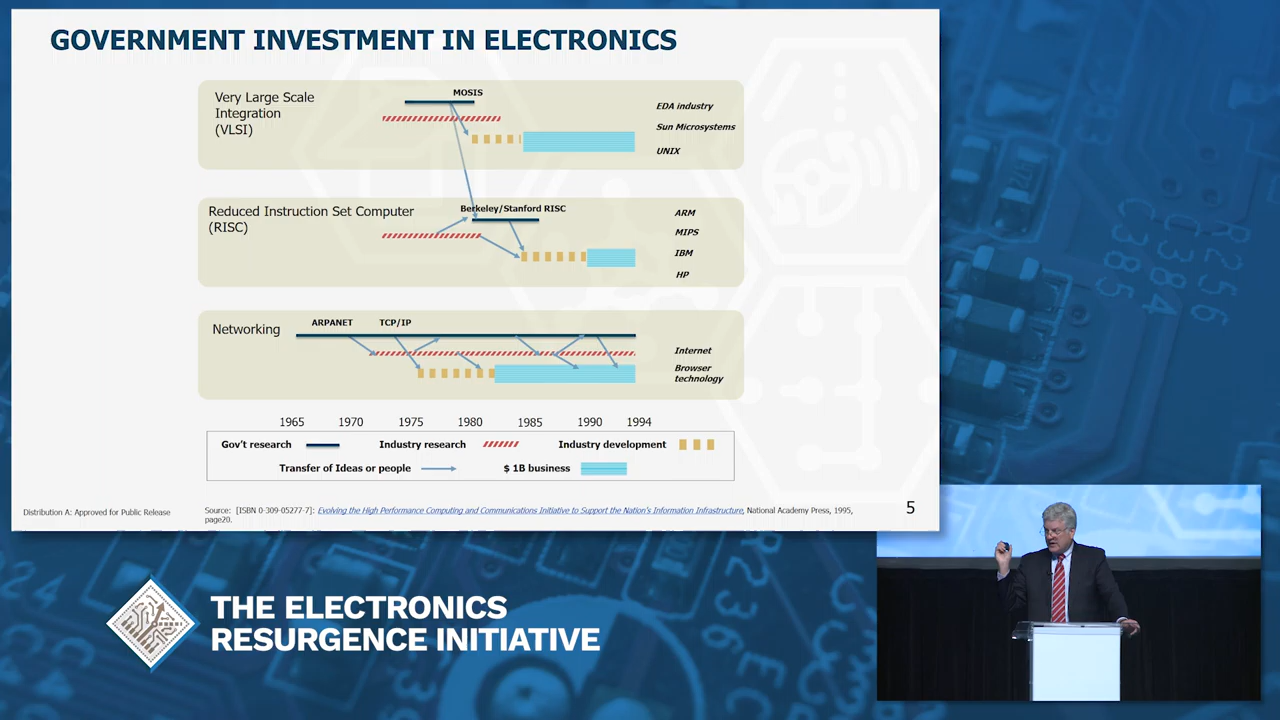 GOVERNMENT INVESTMENT IN ELECTRONICS
Very Large Scale
Integration
(VLSI)
MOSIS
EDA industry
Sun Microsystems
UNIX
Reduced Instruction Set Computer
(RISC)
Berkeley/Stanford RISC
ARM
MIPS
IBM
HP
Networking
ARPANET
TCP/IP
Internet
Browser
technology
1965 1970 1975 1980 1985 1990 1994
Gov't research
Industry research
Industry development
Transfer of Ideas or people
$ 1B business
Distribution A: Approved for Public Release
Source: [ISBN 0-309-05277-7]: Evolving the High Performance Computing and Communications Initiative to Support the Nation's Information Infrastructure, National Academy Press, 1995,
page20.
5
THE ELECTRONICS
RESURGENCE INITIATIVE
R256
C384
C385